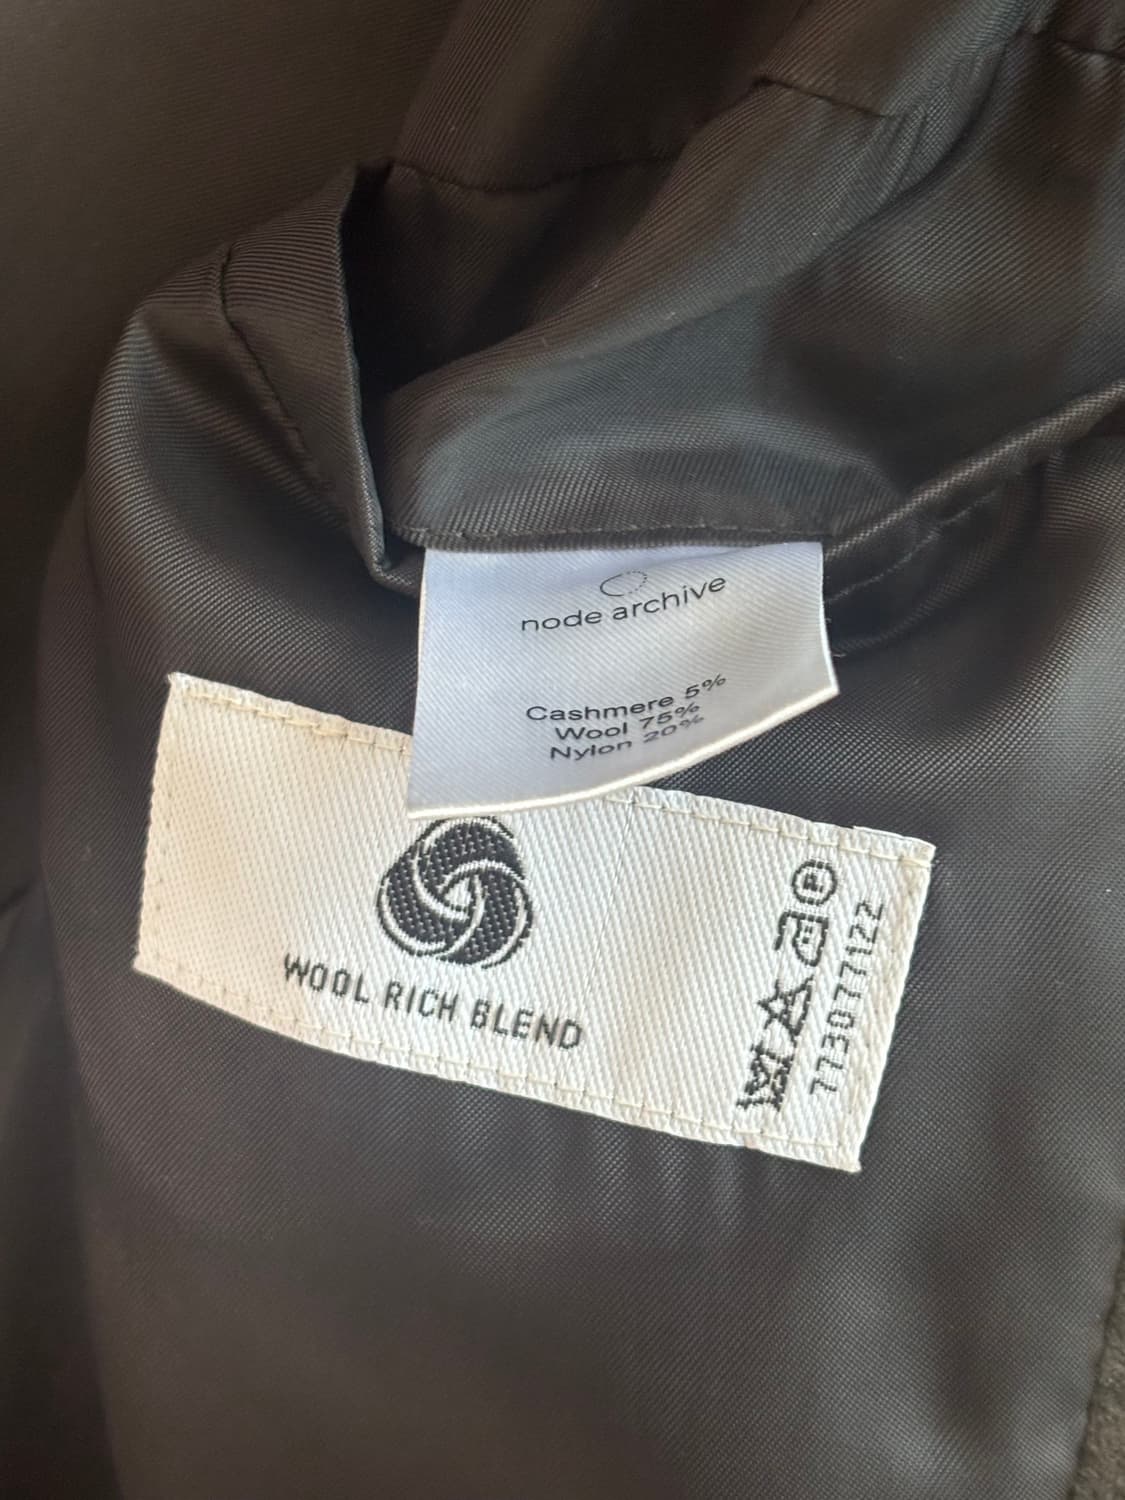 node archive
Cashmere 5%
Wool 75%
Nylon 20%
WOOL RICH BLEND
773077122